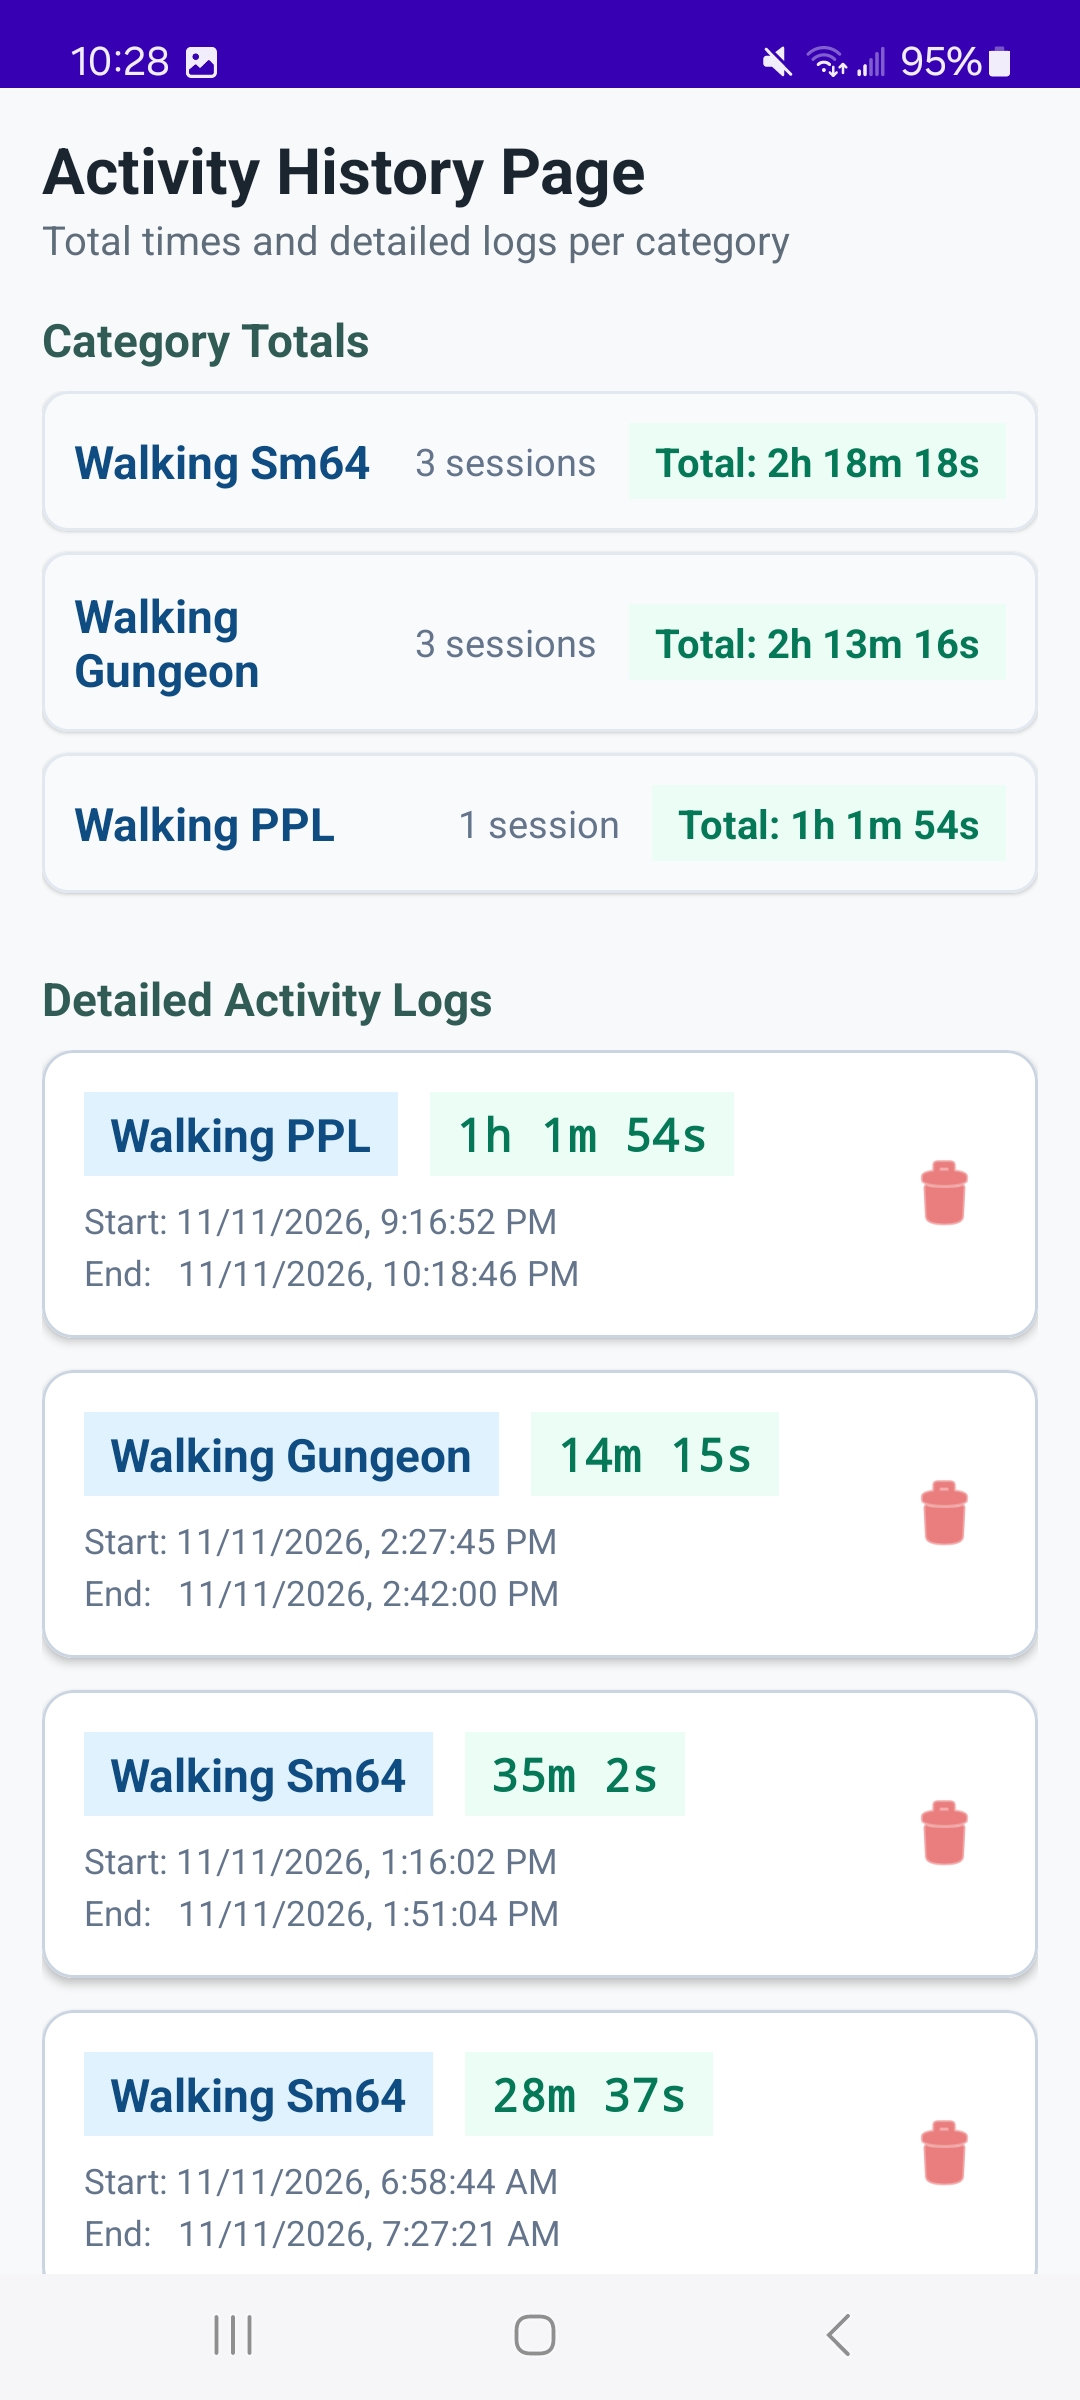 10:28
95%
Activity History Page
Total times and detailed logs per category
Category Totals
Walking Sm64 3 sessions Total: 2h 18m 18s
Walking
Gungeon 3 sessions Total: 2h 13m 16s
Walking PPL 1 session Total: 1h 1m 54s
Detailed Activity Logs
Walking PPL 1h 1m 54s
Start: 11/11/2026, 9:16:52 PM
End: 11/11/2026, 10:18:46 PM
Walking Gungeon 14m 15s
Start: 11/11/2026, 2:27:45 PM
End: 11/11/2026, 2:42:00 PM
Walking Sm64 35m 2s
Start: 11/11/2026, 1:16:02 PM
End: 11/11/2026, 1:51:04 PM
Walking Sm64 28m 37s
Start: 11/11/2026, 6:58:44 AM
End: 11/11/2026, 7:27:21 AM